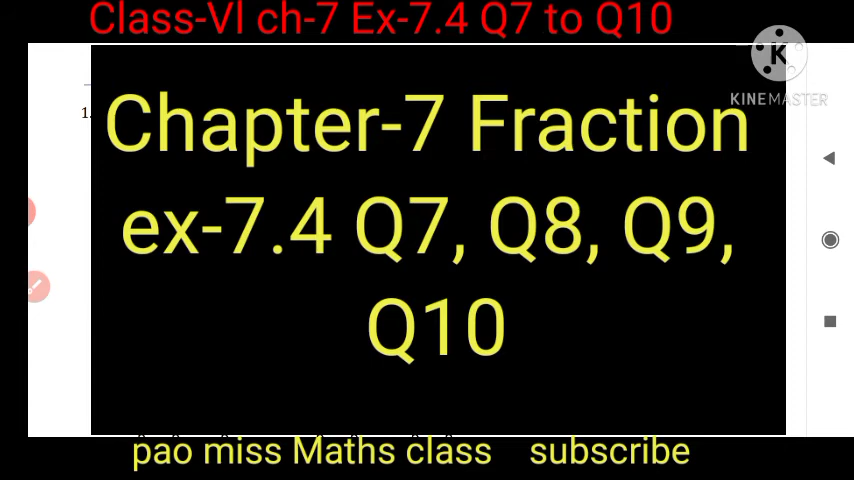 Class-VI ch-7 Ex-7.4 Q7 to Q10
KINEMASTER
1.
Chapter-7 Fraction
ex-7.4 Q7, Q8, Q9,
Q10
pao miss Maths class subscribe